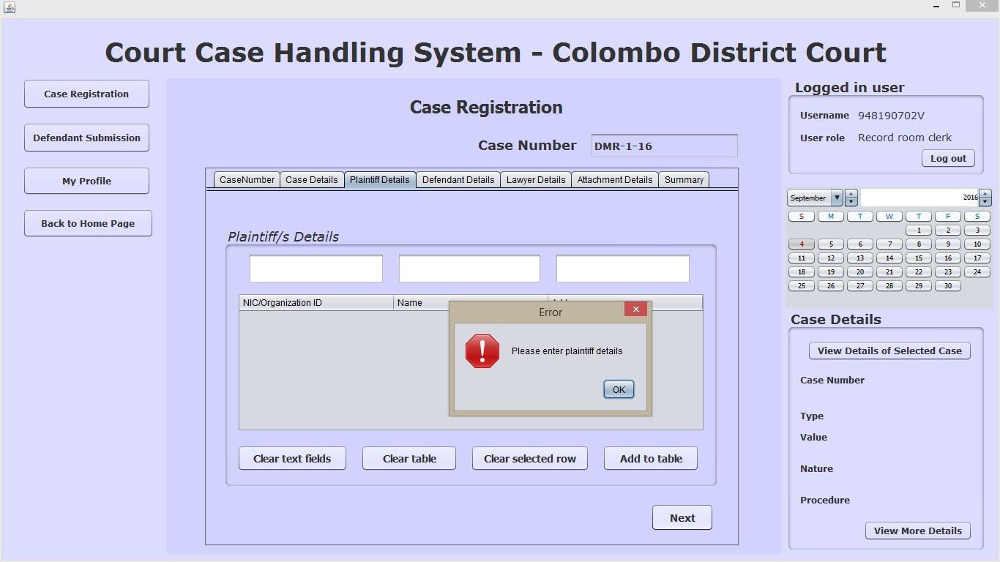 Court Case Handling System - Colombo District Court
Case Registration
Defendant Submission
My Profile
Back to Home Page
Case Registration
Case Number DMR-1-16
CaseNumber Case Details Plaintiff Details Defendant Details Lawyer Details Attachment Details Summary
Plaintiff/s Details
NIC/Organization ID Name
Error
Please enter plaintiff details
OK
Clear text fields Clear table Clear selected row Add to table
Next
Logged in user
Username 948190702V
User role Record room clerk
Log out
September 2016
S M T W T F S
1 2 3
4 5 6 7 8 9 10
11 12 13 14 15 16 17
18 19 20 21 22 23 24
25 26 27 28 29 30
Case Details
View Details of Selected Case
Case Number
Type
Value
Nature
Procedure
View More Details